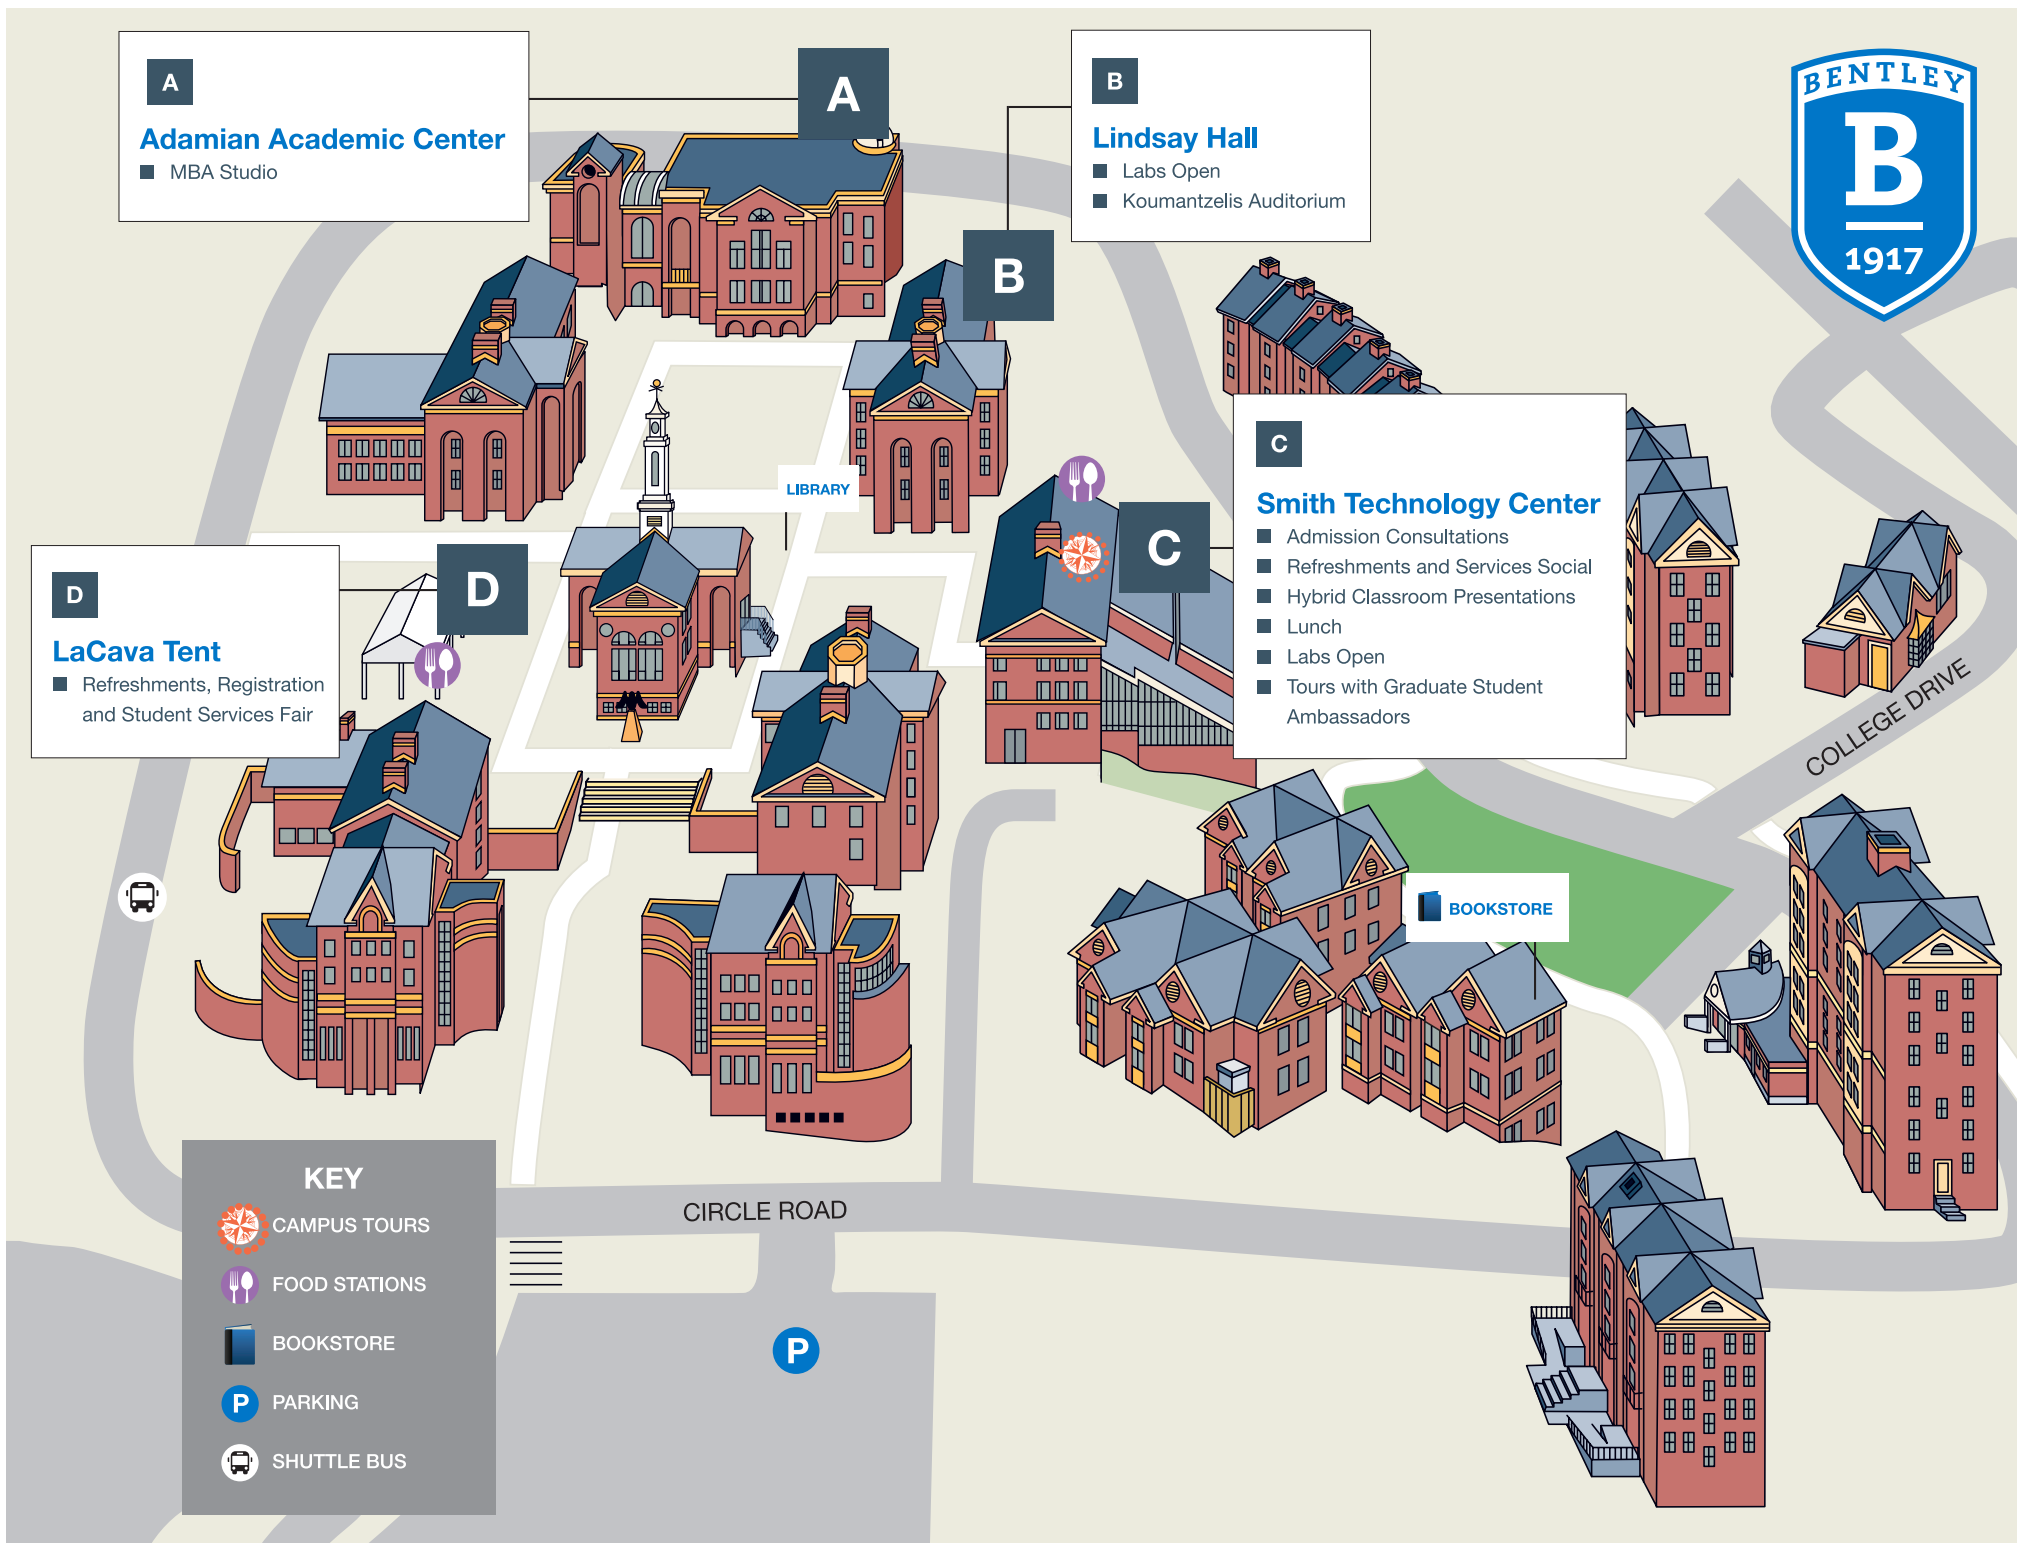 A
Adamian Academic Center
MBA Studio
A
B
Lindsay Hall
Labs Open
Koumantzelis Auditorium
B
BENTLEY
B
1917
LIBRARY
C
C
Smith Technology Center
Admission Consultations
Refreshments and Services Social
Hybrid Classroom Presentations
Lunch
Labs Open
Tours with Graduate Student
Ambassadors
D
D
LaCava Tent
Refreshments, Registration
and Student Services Fair
COLLEGE DRIVE
BOOKSTORE
CIRCLE ROAD
P
KEY
CAMPUS TOURS
FOOD STATIONS
BOOKSTORE
P PARKING
SHUTTLE BUS